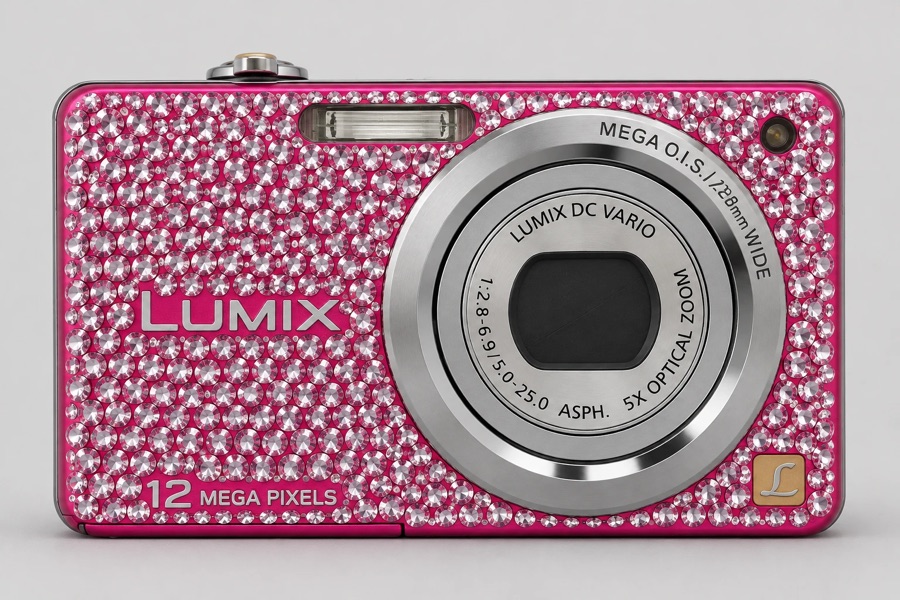 MEGA O.I.S./28mm WIDE
LUMIX DC VARIO
1:2.8-6.9/5.0-25.0 ASPH. 5X OPTICAL ZOOM
LUMIX
12 MEGA PIXELS
L